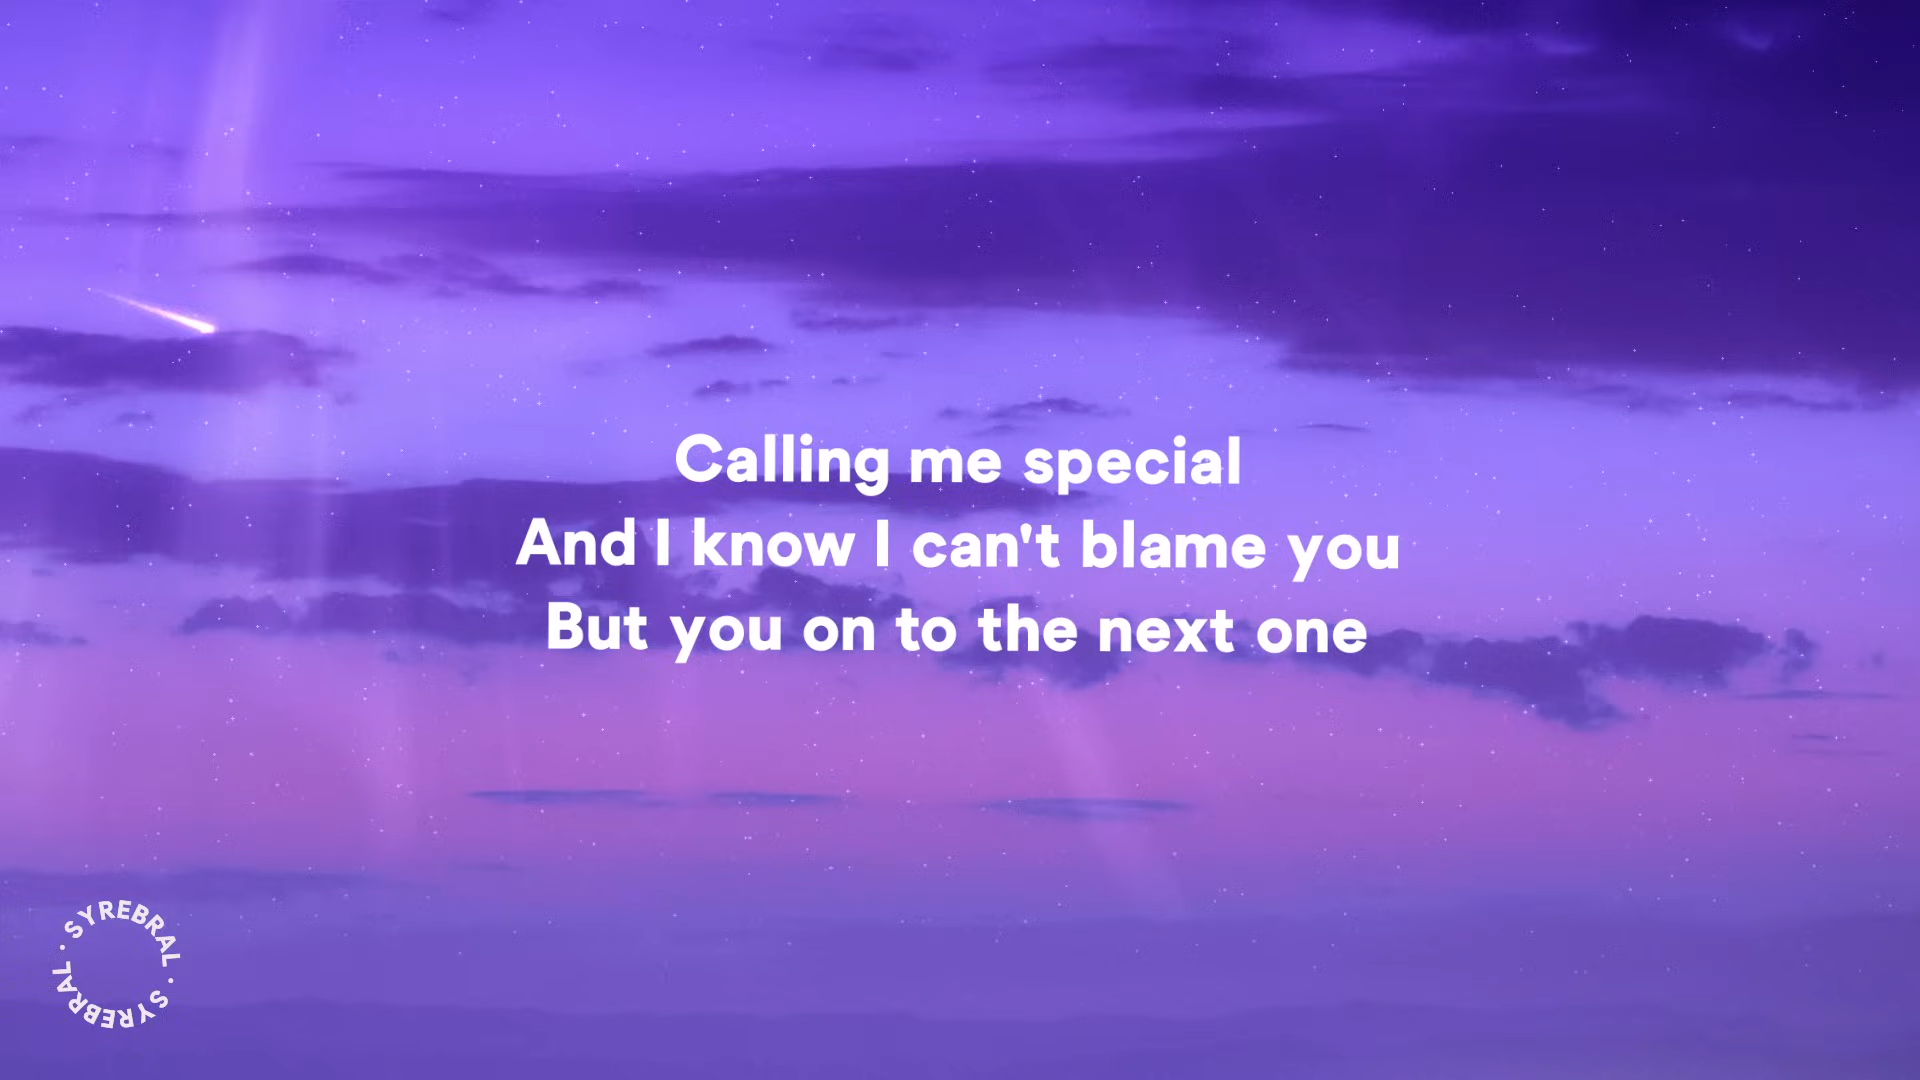 Calling me special
And I know I can't blame you
But you on to the next one
SYREBRAL · SYREBRAL ·